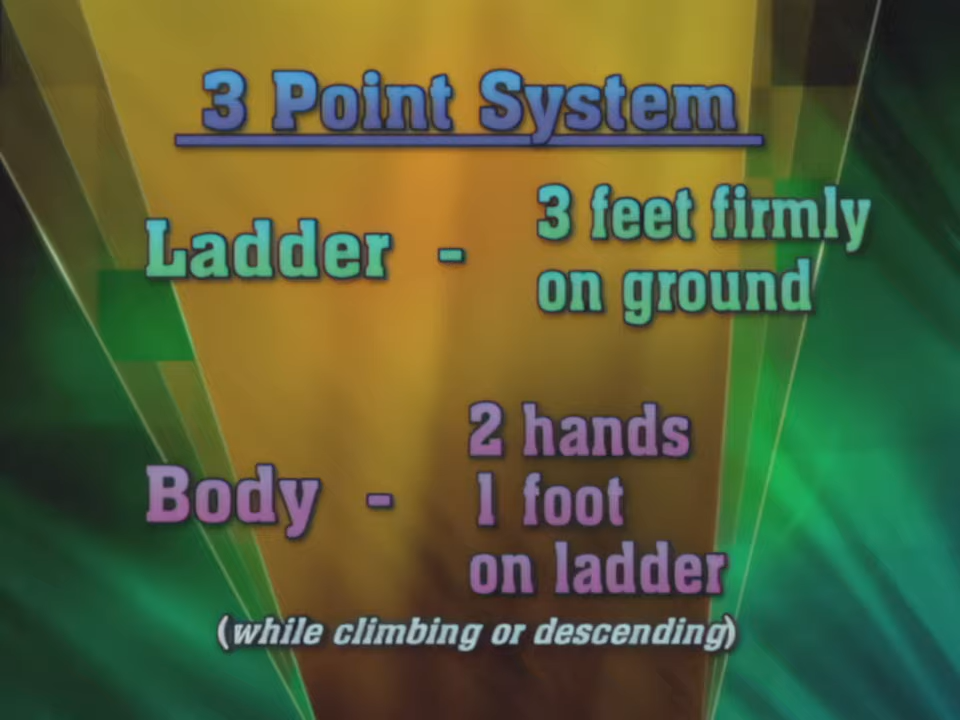 3 Point System
Ladder - 3 feet firmly
on ground
Body - 2 hands
1 foot
on ladder
(while climbing or descending)